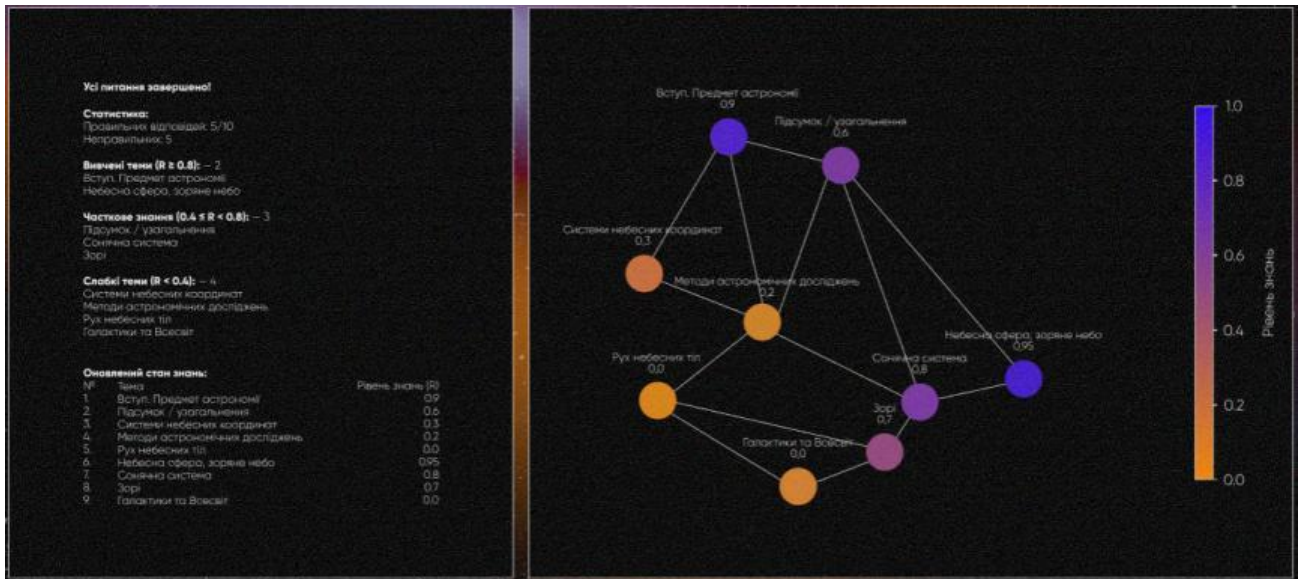 Усі питання завершено!
Статистика:
Правильних відповідей: 5/10
Неправильних: 5
Вивчені теми (R ≥ 0.8): – 2
Вступ. Предмет астрономії
Небесна сфера, зоряне небо
Часткове знання (0.4 ≤ R < 0.8): – 3
Підсумок / узагальнення
Сонячна система
Зорі
Слабкі теми (R < 0.4): – 4
Системи небесних координат
Методи астрономічних досліджень
Рух небесних тіл
Галактики та Всесвіт
Оновлений стан знань:
№ Тема Рівень знань (R)
1. Вступ. Предмет астрономії 0.9
2. Підсумок / узагальнення 0.6
3. Системи небесних координат 0.3
4. Методи астрономічних досліджень 0.2
5. Рух небесних тіл 0.0
6. Небесна сфера, зоряне небо 0.95
7. Сонячна система 0.8
8. Зорі 0.7
9. Галактики та Всесвіт 0.0
Вступ. Предмет астрономії
0,9
Підсумок / узагальнення
0,6
Системи небесних координат
0,3
Методи астрономічних досліджень
0,2
Небесна сфера, зоряне небо
0,95
Рух небесних тіл
0,0
Сонячна система
0,8
Зорі
0,7
Галактики та Всесвіт
0,0
1.0
0.8
0.6
0.4
0.2
0.0
Рівень знань